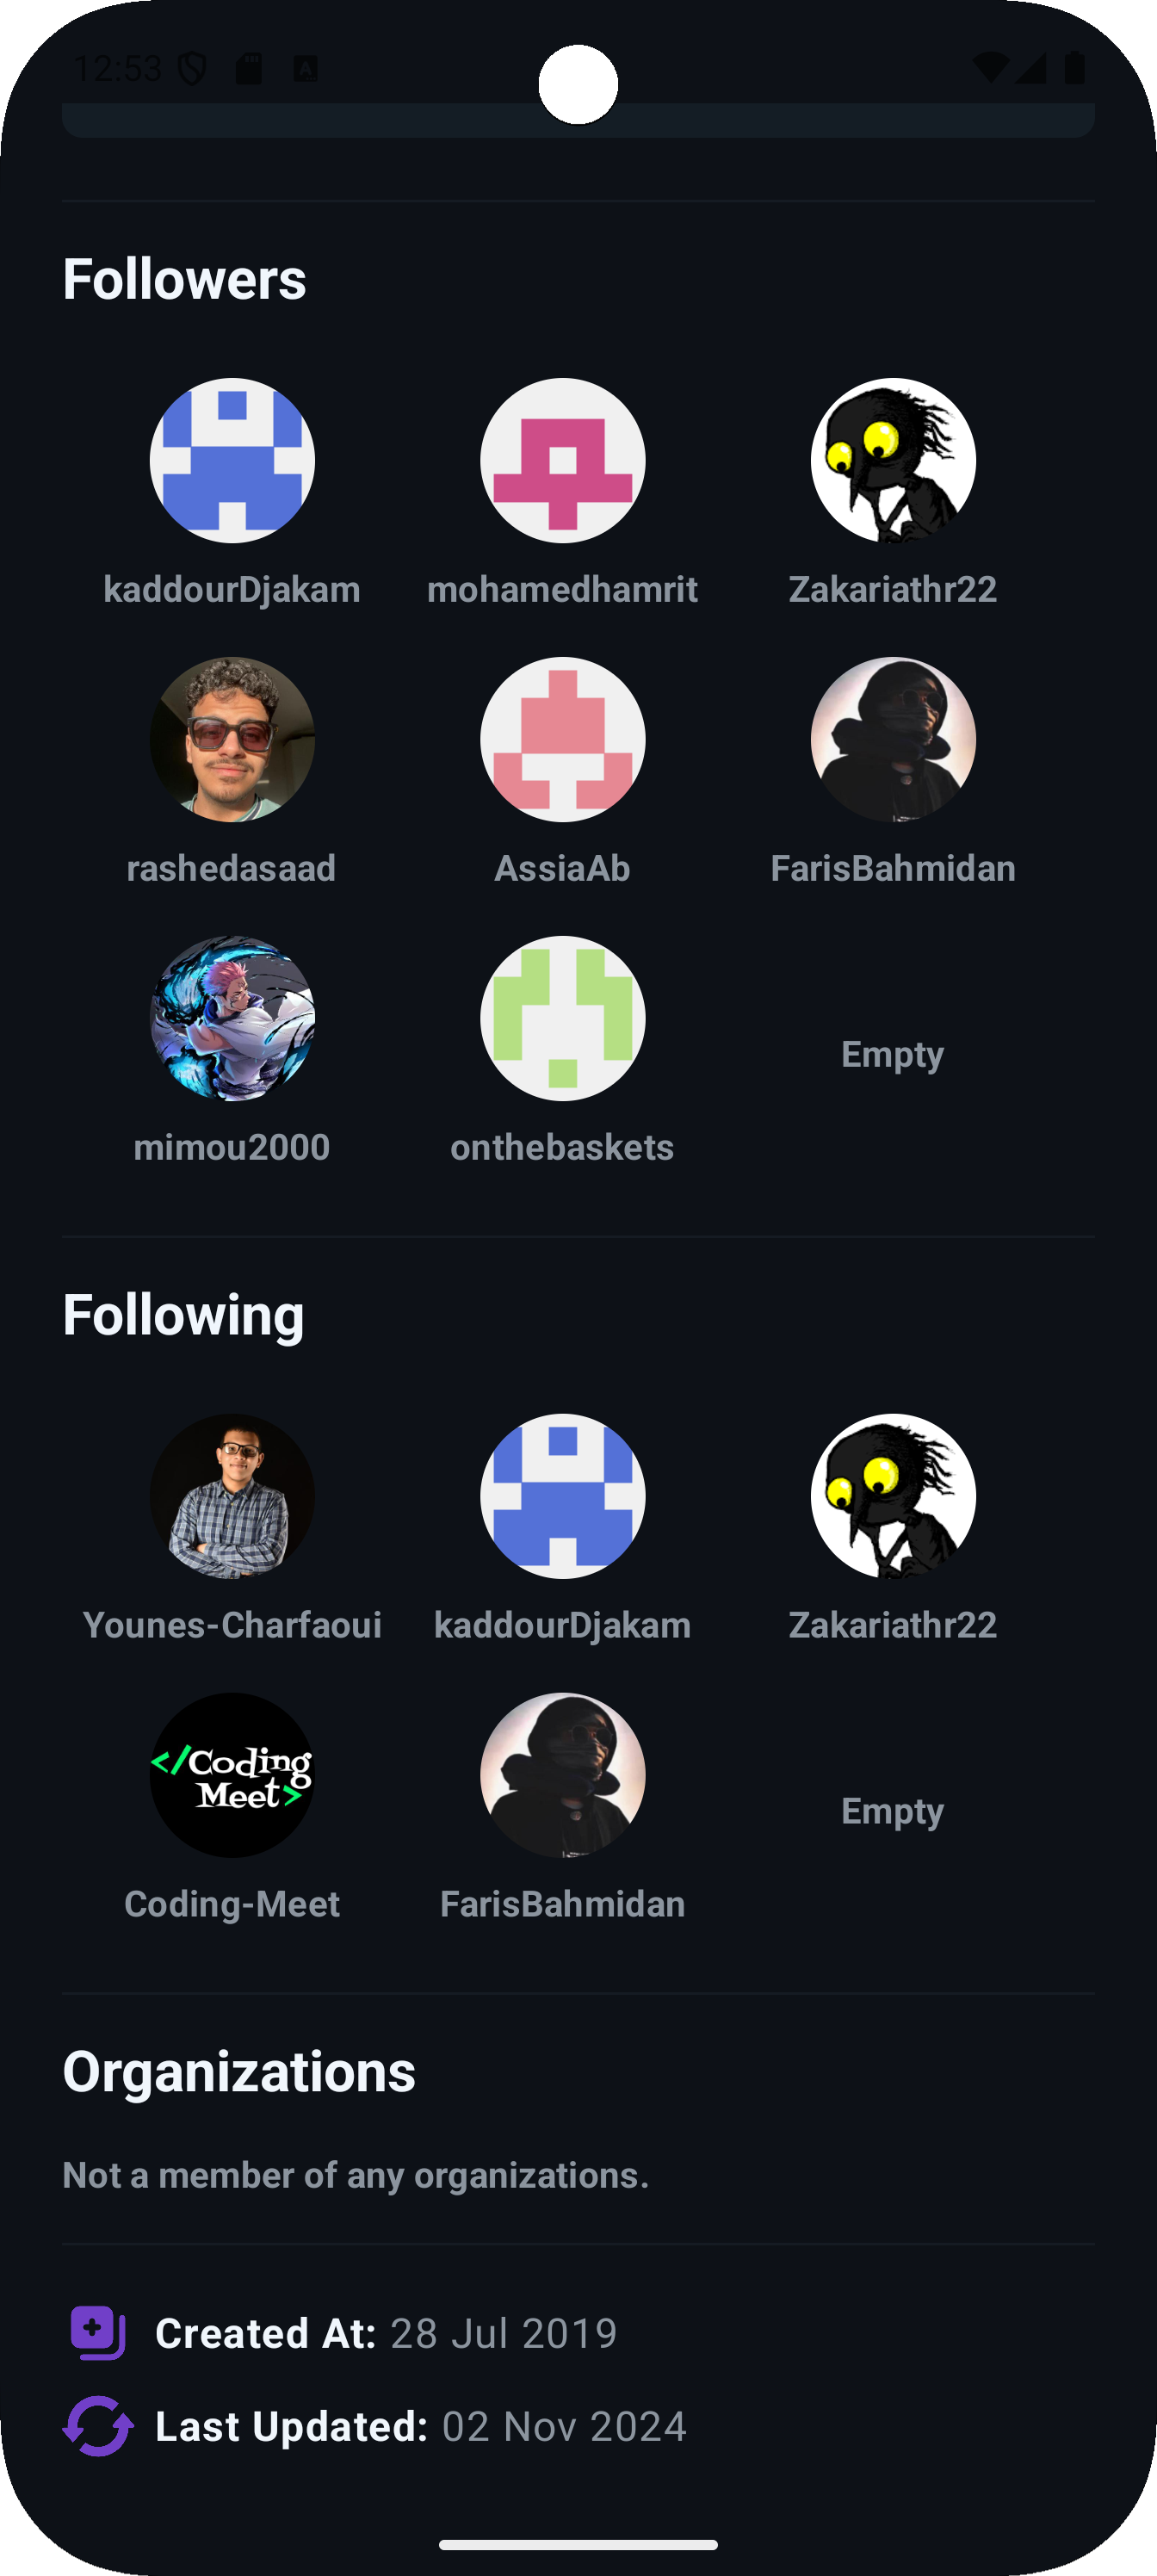 12:53
Followers
kaddourDjakam
mohamedhamrit
Zakariathr22
rashedasaad
AssiaAb
FarisBahmidan
mimou2000
onthebaskets
Empty
Following
Younes-Charfaoui
kaddourDjakam
Zakariathr22
</Coding
Meet>
Coding-Meet
FarisBahmidan
Empty
Organizations
Not a member of any organizations.
Created At: 28 Jul 2019
Last Updated: 02 Nov 2024